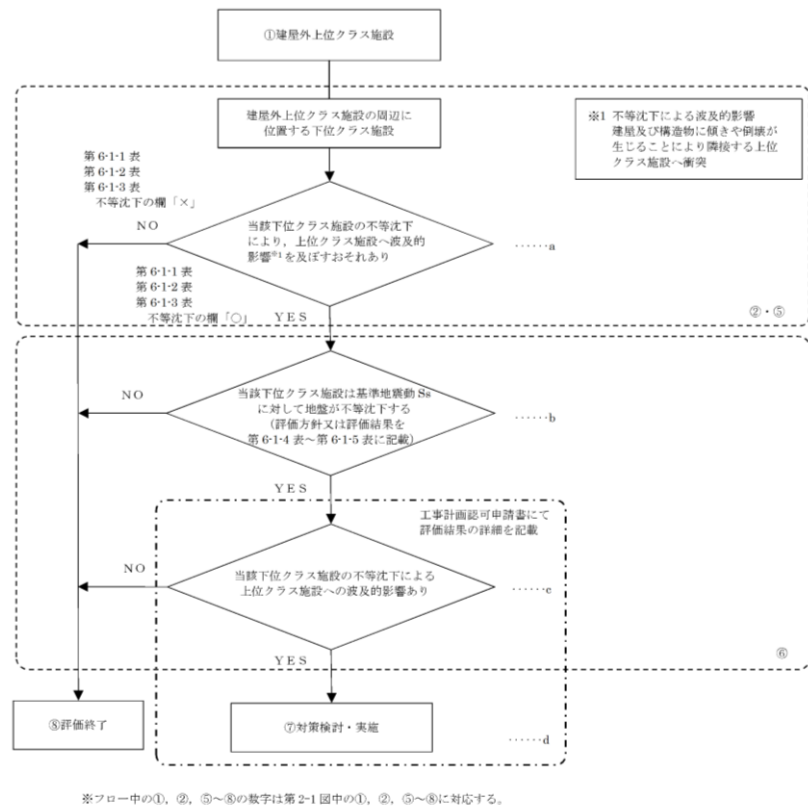 ①建屋外上位クラス施設
建屋外上位クラス施設の周辺に
位置する下位クラス施設
※1 不等沈下による波及的影響
建屋及び構造物に傾きや倒壊が
生じることにより隣接する上位
クラス施設へ衝突
第 6-1-1 表
第 6-1-2 表
第 6-1-3 表
不等沈下の欄「×」
NO
当該下位クラス施設の不等沈下
により，上位クラス施設へ波及的
影響※1を及ぼすおそれあり
……a
第 6-1-1 表
第 6-1-2 表
第 6-1-3 表
不等沈下の欄「○」
YES
②・⑤
NO
当該下位クラス施設は基準地震動 Ss
に対して地盤が不等沈下する
（評価方針又は評価結果を
第 6-1-4 表～第 6-1-5 表に記載）
……b
YES
工事計画認可申請書にて
評価結果の詳細を記載
NO
当該下位クラス施設の不等沈下による
上位クラス施設への波及的影響あり
……c
YES
⑥
⑧評価終了
⑦対策検討・実施
……d
※フロー中の①，②，⑤～⑧の数字は第 2-1 図中の①，②，⑤～⑧に対応する。